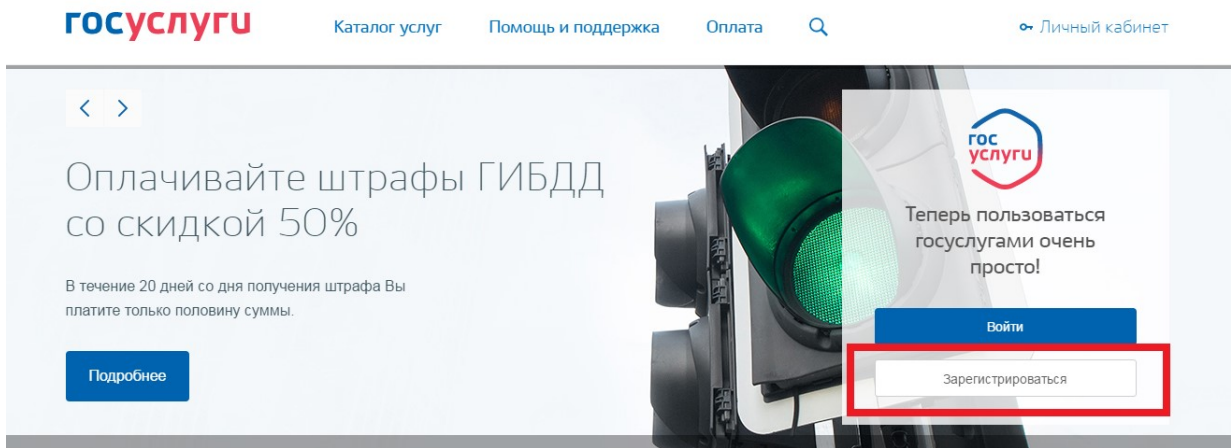 госуслуги
Каталог услуг
Помощь и поддержка
Оплата
Личный кабинет
Оплачивайте штрафы ГИБДД
со скидкой 50%
В течение 20 дней со дня получения штрафа Вы
платите только половину суммы.
Подробнее
гос
услуги
Теперь пользоваться
госуслугами очень
просто!
Войти
Зарегистрироваться